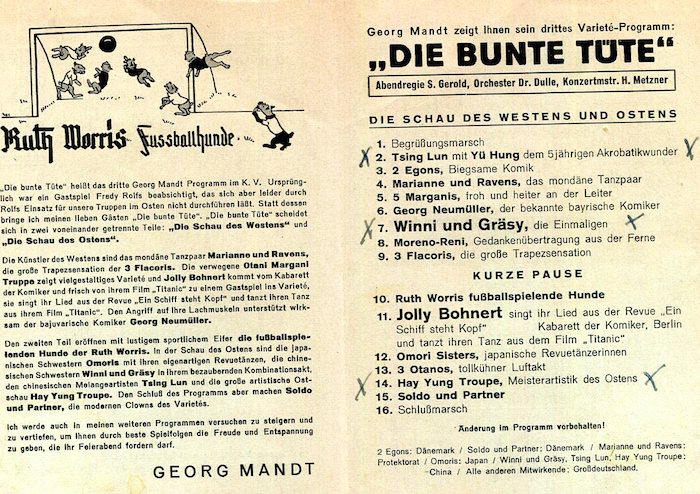 Ruth Worris Fussballhunde.
„Die bunte Tüte" heißt das dritte Georg Mandt Programm im K. V. Ursprüng-
lich war ein Gastspiel Fredy Rolfs beabsichtigt, das sich aber leider durch
Rolfs Einsatz für unsere Truppen im Osten nicht durchführen läßt. Statt dessen
bringe ich meinen lieben Gästen „Die bunte Tüte". „Die bunte Tüte" scheidet
sich in zwei voneinander getrennte Teile: „Die Schau des Westens" und
„Die Schau des Ostens".
Die Künstler des Westens sind das mondäne Tanzpaar Marianne und Ravens,
die große Trapezsensation der 3 Flacoris. Die verwegene Otani Margani
Truppe zeigt vielgestaltiges Varieté und Jolly Bohnert kommt vom Kabarett
der Komiker und frisch von ihrem Film „Titanic" zu einem Gastspiel ins Varieté,
sie singt ihr Lied aus der Revue „Ein Schiff steht Kopf" und tanzt ihren Tanz
aus ihrem Film „Titanic". Den Angriff auf Ihre Lachmuskeln unterstützt wirk-
sam der bajuvarische Komiker Georg Neumüller.
Den zweiten Teil eröffnen mit lustigem sportlichem Eifer die fußballspie-
lenden Hunde der Ruth Worris. In der Schau des Ostens sind die japa-
nischen Schwestern Omoris mit ihren eigenartigen Revuetänzen, die chine-
sischen Schwestern Winni und Gräsy in ihrem bezaubernden Kombinationsakt,
den chinesischen Melangeartisten Tsing Lun und die große artistische Ost-
schau Hay Yung Troupe. Den Schluß des Programms aber machen Soldo
und Partner, die modernen Clowns des Varietés.
Ich werde auch in meinen weiteren Programmen versuchen zu steigern und
zu vertiefen, um Ihnen durch beste Spielfolgen die Freude und Entspannung
zu geben, die Ihr Feierabend fordern darf.
GEORG MANDT
Georg Mandt zeigt Ihnen sein drittes Varieté-Programm:
„DIE BUNTE TÜTE"
Abendregie S. Gerold, Orchester Dr. Dulle, Konzertmstr. H. Metzner
DIE SCHAU DES WESTENS UND OSTENS
1. Begrüßungsmarsch
2. Tsing Lun mit Yü Hung dem 5jährigen Akrobatikwunder
3. 2 Egons, Biegsame Komik
4. Marianne und Ravens, das mondäne Tanzpaar
5. 5 Marganis, froh und heiter an der Leiter
6. Georg Neumüller, der bekannte bayrische Komiker
7. Winni und Gräsy, die Einmaligen
8. Moreno-Reni, Gedankenübertragung aus der Ferne
9. 3 Flacoris, die große Trapezsensation
KURZE PAUSE
10. Ruth Worris fußballspielende Hunde
11. Jolly Bohnert singt ihr Lied aus der Revue „Ein
Schiff steht Kopf" Kabarett der Komiker, Berlin
und tanzt ihren Tanz aus dem Film „Titanic"
12. Omori Sisters, japanische Revuetänzerinnen
13. 3 Otanos, tollkühner Luftakt
14. Hay Yung Troupe, Meisterartistik des Ostens
15. Soldo und Partner
16. Schlußmarsch
Änderung im Programm vorbehalten!
2 Egons: Dänemark / Soldo und Partner: Dänemark / Marianne und Ravens:
Protektorat / Omoris: Japan / Winni und Gräsy, Tsing Lun, Hay Yung Troupe:
China / Alle anderen Mitwirkende: Großdeutschland.